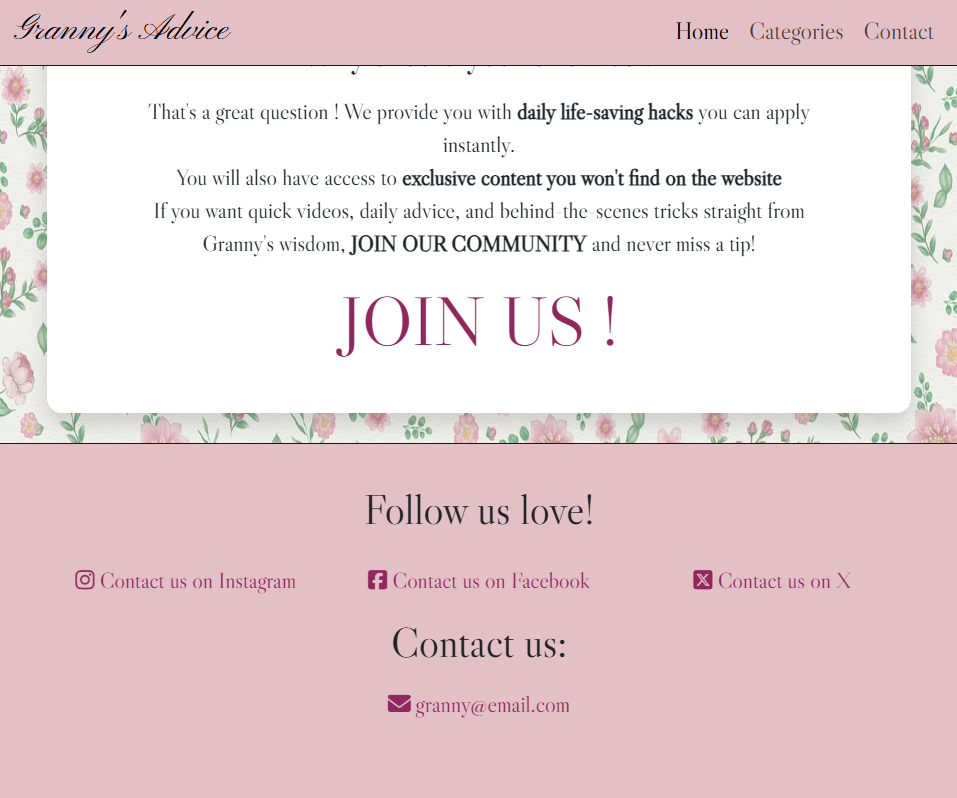 Granny's Advice
Home Categories Contact
That's a great question ! We provide you with daily life-saving hacks you can apply
instantly.
You will also have access to exclusive content you won't find on the website
If you want quick videos, daily advice, and behind-the-scenes tricks straight from
Granny's wisdom, JOIN OUR COMMUNITY and never miss a tip!
JOIN US !
Follow us love!
Contact us on Instagram Contact us on Facebook Contact us on X
Contact us:
granny@email.com